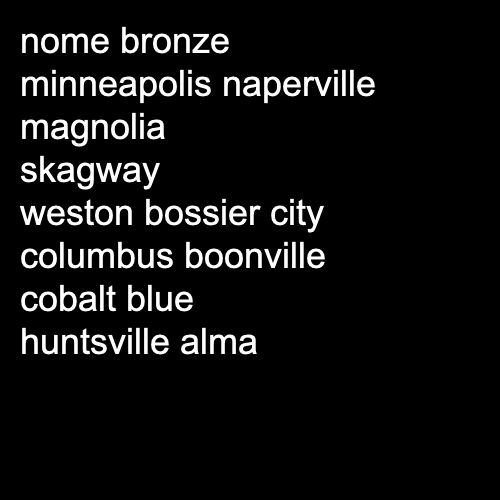 nome bronze
minneapolis naperville
magnolia
skagway
weston bossier city
columbus boonville
cobalt blue
huntsville alma